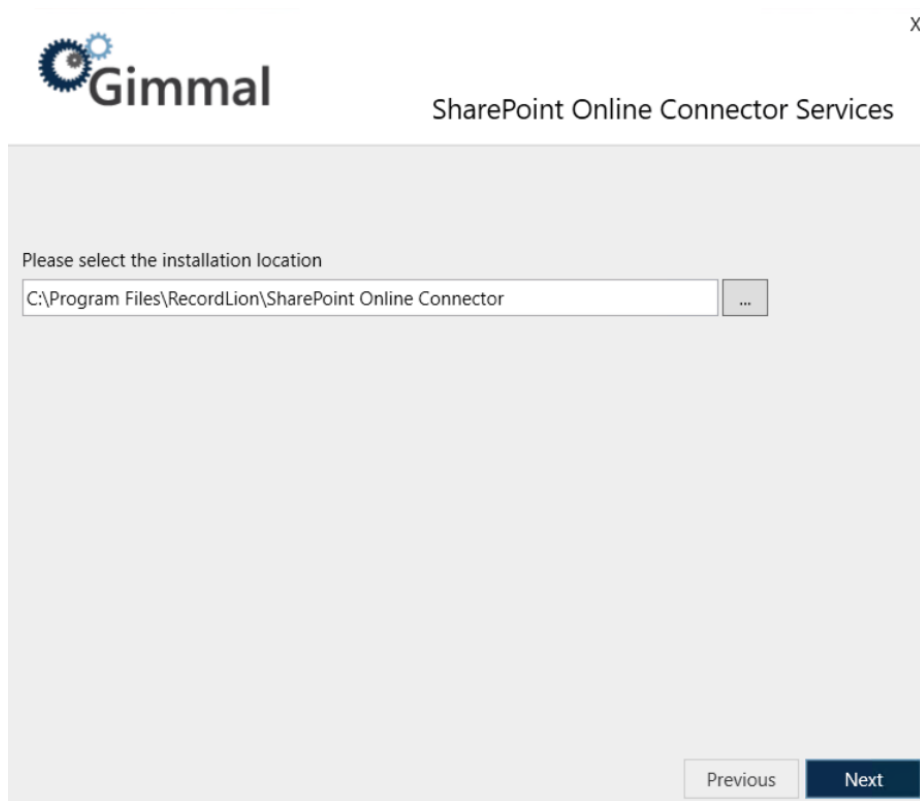 X
Gimmal
SharePoint Online Connector Services
Please select the installation location
C:\Program Files\RecordLion\SharePoint Online Connector
...
Previous
Next